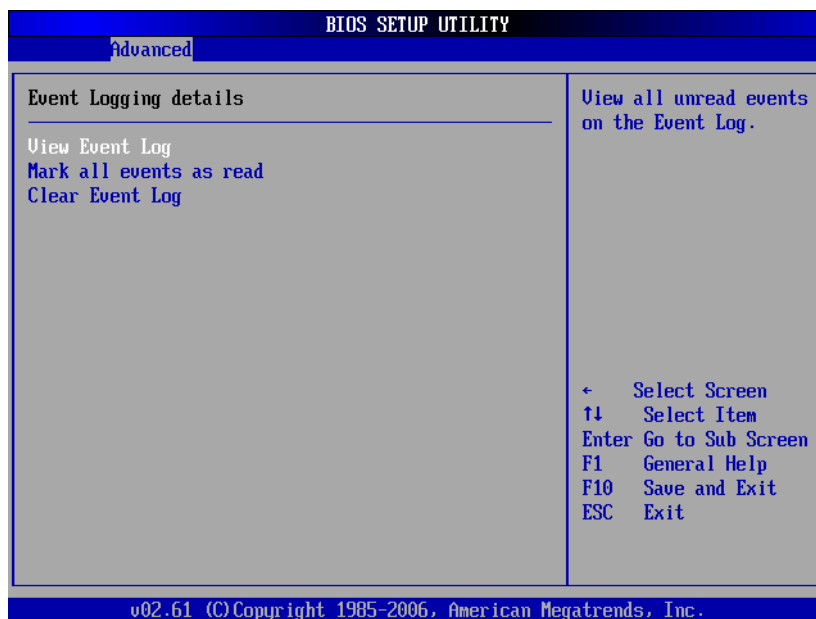 BIOS SETUP UTILITY
Advanced
Event Logging details
View Event Log
Mark all events as read
Clear Event Log
View all unread events
on the Event Log.
← Select Screen
↑↓ Select Item
Enter Go to Sub Screen
F1 General Help
F10 Save and Exit
ESC Exit
v02.61 (C)Copyright 1985-2006, American Megatrends, Inc.